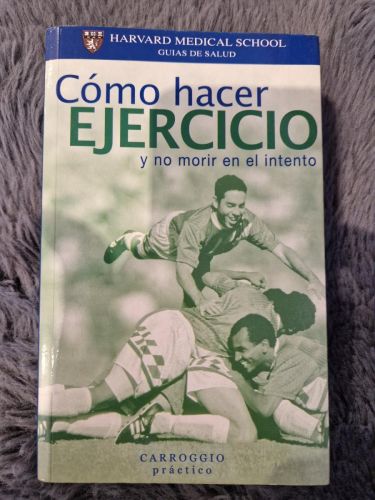 HARVARD MEDICAL SCHOOL
GUIAS DE SALUD
Cómo hacer
EJERCICIO
y no morir en el intento
CARROGGIO
práctico